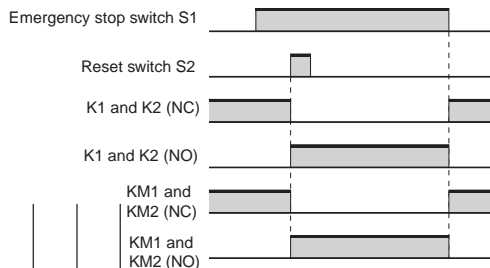 Emergency stop switch S1
Reset switch S2
K1 and K2 (NC)
K1 and K2 (NO)
KM1 and
KM2 (NC)
KM1 and
KM2 (NO)